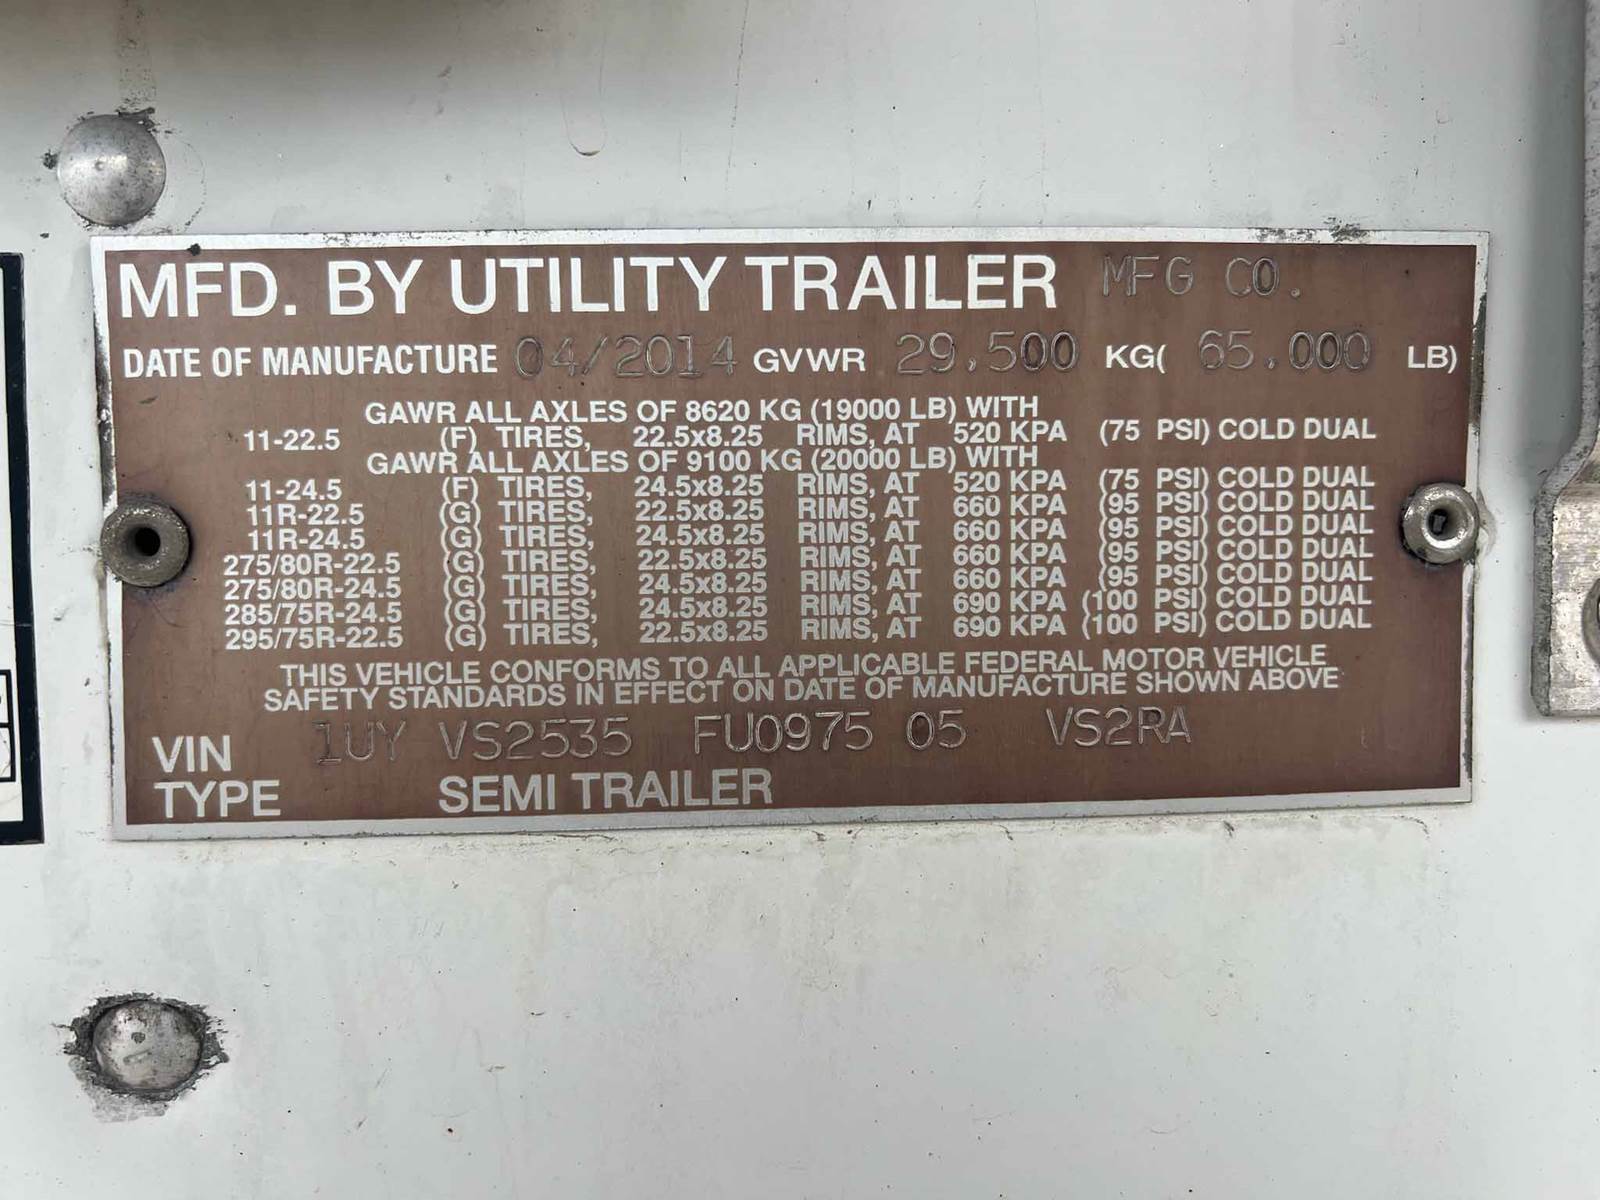 MFD. BY UTILITY TRAILER MFG CO.
DATE OF MANUFACTURE 04/2014 GVWR 29,500 KG( 65,000 LB)
GAWR ALL AXLES OF 8620 KG (19000 LB) WITH
11-22.5 (F) TIRES, 22.5x8.25 RIMS, AT 520 KPA (75 PSI) COLD DUAL
GAWR ALL AXLES OF 9100 KG (20000 LB) WITH
11-24.5 (F) TIRES, 24.5x8.25 RIMS, AT 520 KPA (75 PSI) COLD DUAL
11R-22.5 (G) TIRES, 22.5x8.25 RIMS, AT 660 KPA (95 PSI) COLD DUAL
11R-24.5 (G) TIRES, 24.5x8.25 RIMS, AT 660 KPA (95 PSI) COLD DUAL
275/80R-22.5 (G) TIRES, 22.5x8.25 RIMS, AT 660 KPA (95 PSI) COLD DUAL
275/80R-24.5 (G) TIRES, 24.5x8.25 RIMS, AT 660 KPA (95 PSI) COLD DUAL
285/75R-24.5 (G) TIRES, 24.5x8.25 RIMS, AT 690 KPA (100 PSI) COLD DUAL
295/75R-22.5 (G) TIRES, 22.5x8.25 RIMS, AT 690 KPA (100 PSI) COLD DUAL
THIS VEHICLE CONFORMS TO ALL APPLICABLE FEDERAL MOTOR VEHICLE
SAFETY STANDARDS IN EFFECT ON DATE OF MANUFACTURE SHOWN ABOVE
VIN 1UY VS2535 FU0975 05 VS2RA
TYPE SEMI TRAILER